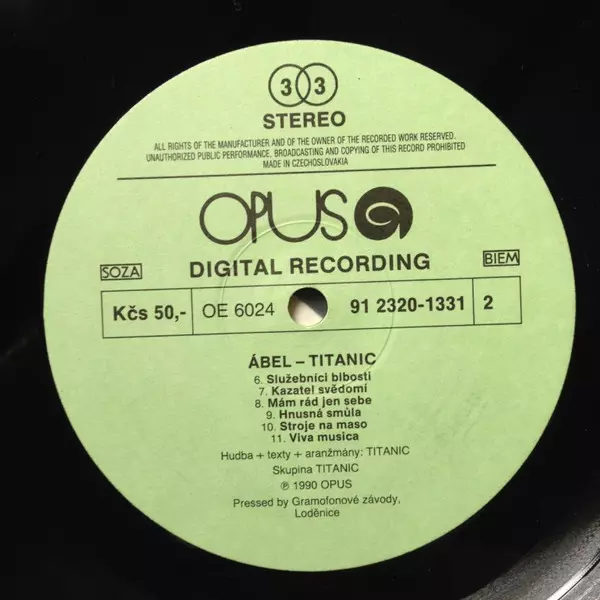 33
STEREO
ALL RIGHTS OF THE MANUFACTURER AND OF THE OWNER OF THE RECORDED WORK RESERVED.
UNAUTHORIZED PUBLIC PERFORMANCE, BROADCASTING AND COPYING OF THIS RECORD PROHIBITED
MADE IN CZECHOSLOVAKIA
OPUS
SOZA DIGITAL RECORDING BIEM
Kčs 50,- OE 6024 91 2320-1331 2
ÁBEL – TITANIC
6. Služebníci blbosti
7. Kazatel svědomí
8. Mám rád jen sebe
9. Hnusná smůla
10. Stroje na maso
11. Viva musica
Hudba + texty + aranžmány: TITANIC
Skupina TITANIC
℗ 1990 OPUS
Pressed by Gramofonové závody,
Loděnice